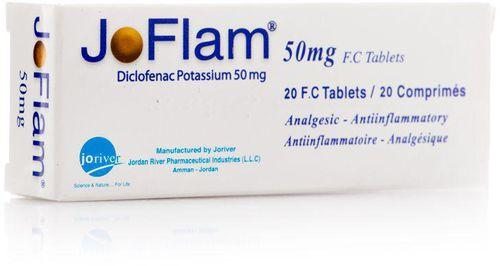 JoFlam®
Diclofenac Potassium 50 mg
50mg F.C Tablets
20 F.C Tablets / 20 Comprimés
Analgesic - Antiinflammatory
Antiinflammatoire - Analgésique
joriver
Science & Nature.... For Life
Manufactured by Joriver
Jordan River Pharmaceutical Industries (L.L.C)
Amman - Jordan
JoFlam®
50mg